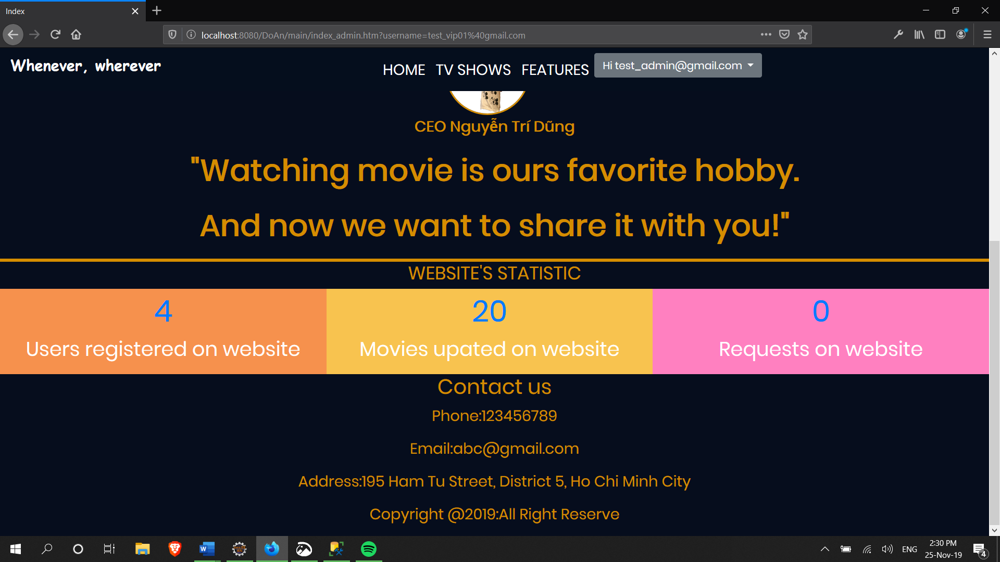 Index
localhost:8080/DoAn/main/index_admin.htm?username=test_vip01%40gmail.com
Whenever, wherever
HOME TV SHOWS FEATURES Hi test_admin@gmail.com
CEO Nguyễn Trí Dũng
"Watching movie is ours favorite hobby.
And now we want to share it with you!"
WEBSITE'S STATISTIC
4 20 0
Users registered on website Movies upated on website Requests on website
Contact us
Phone:123456789
Email:abc@gmail.com
Address:195 Ham Tu Street, District 5, Ho Chi Minh City
Copyright @2019:All Right Reserve
ENG
2:30 PM
25-Nov-19
4